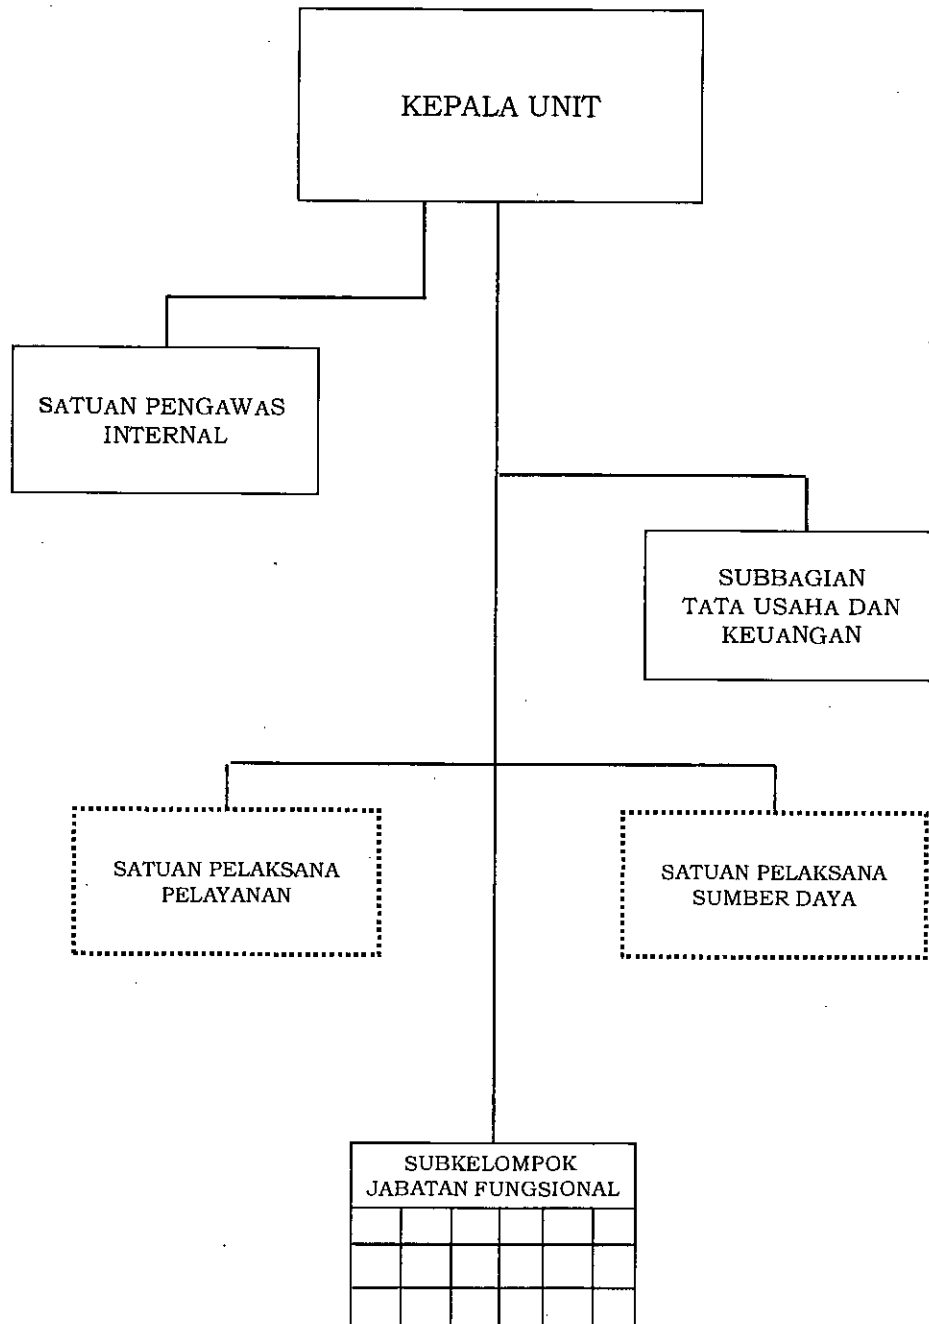 KEPALA UNIT
SATUAN PENGAWAS
INTERNAL
SUBBAGIAN
TATA USAHA DAN
KEUANGAN
SATUAN PELAKSANA
PELAYANAN
SATUAN PELAKSANA
SUMBER DAYA
SUBKELOMPOK
JABATAN FUNGSIONAL